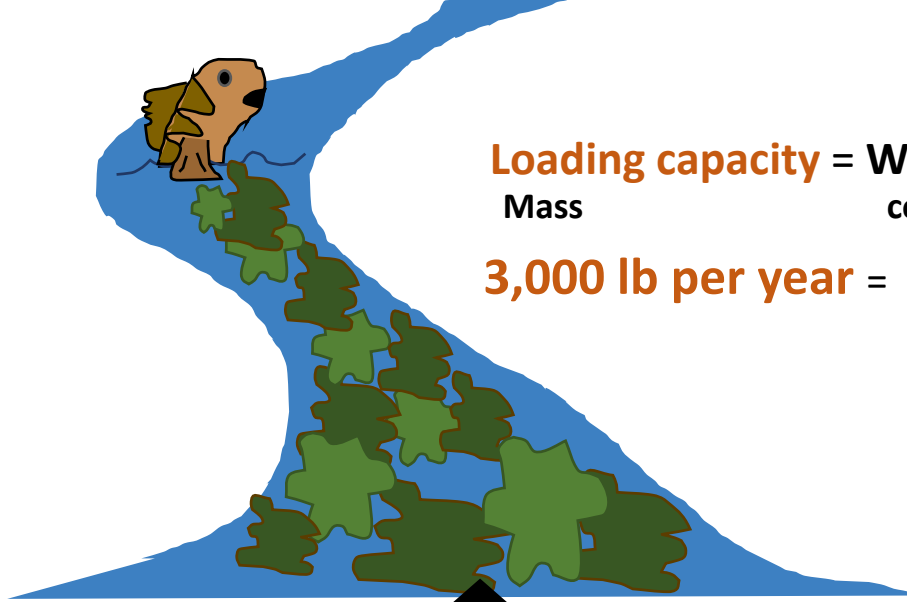 Loading capacity = W
Mass
3,000 lb per year =